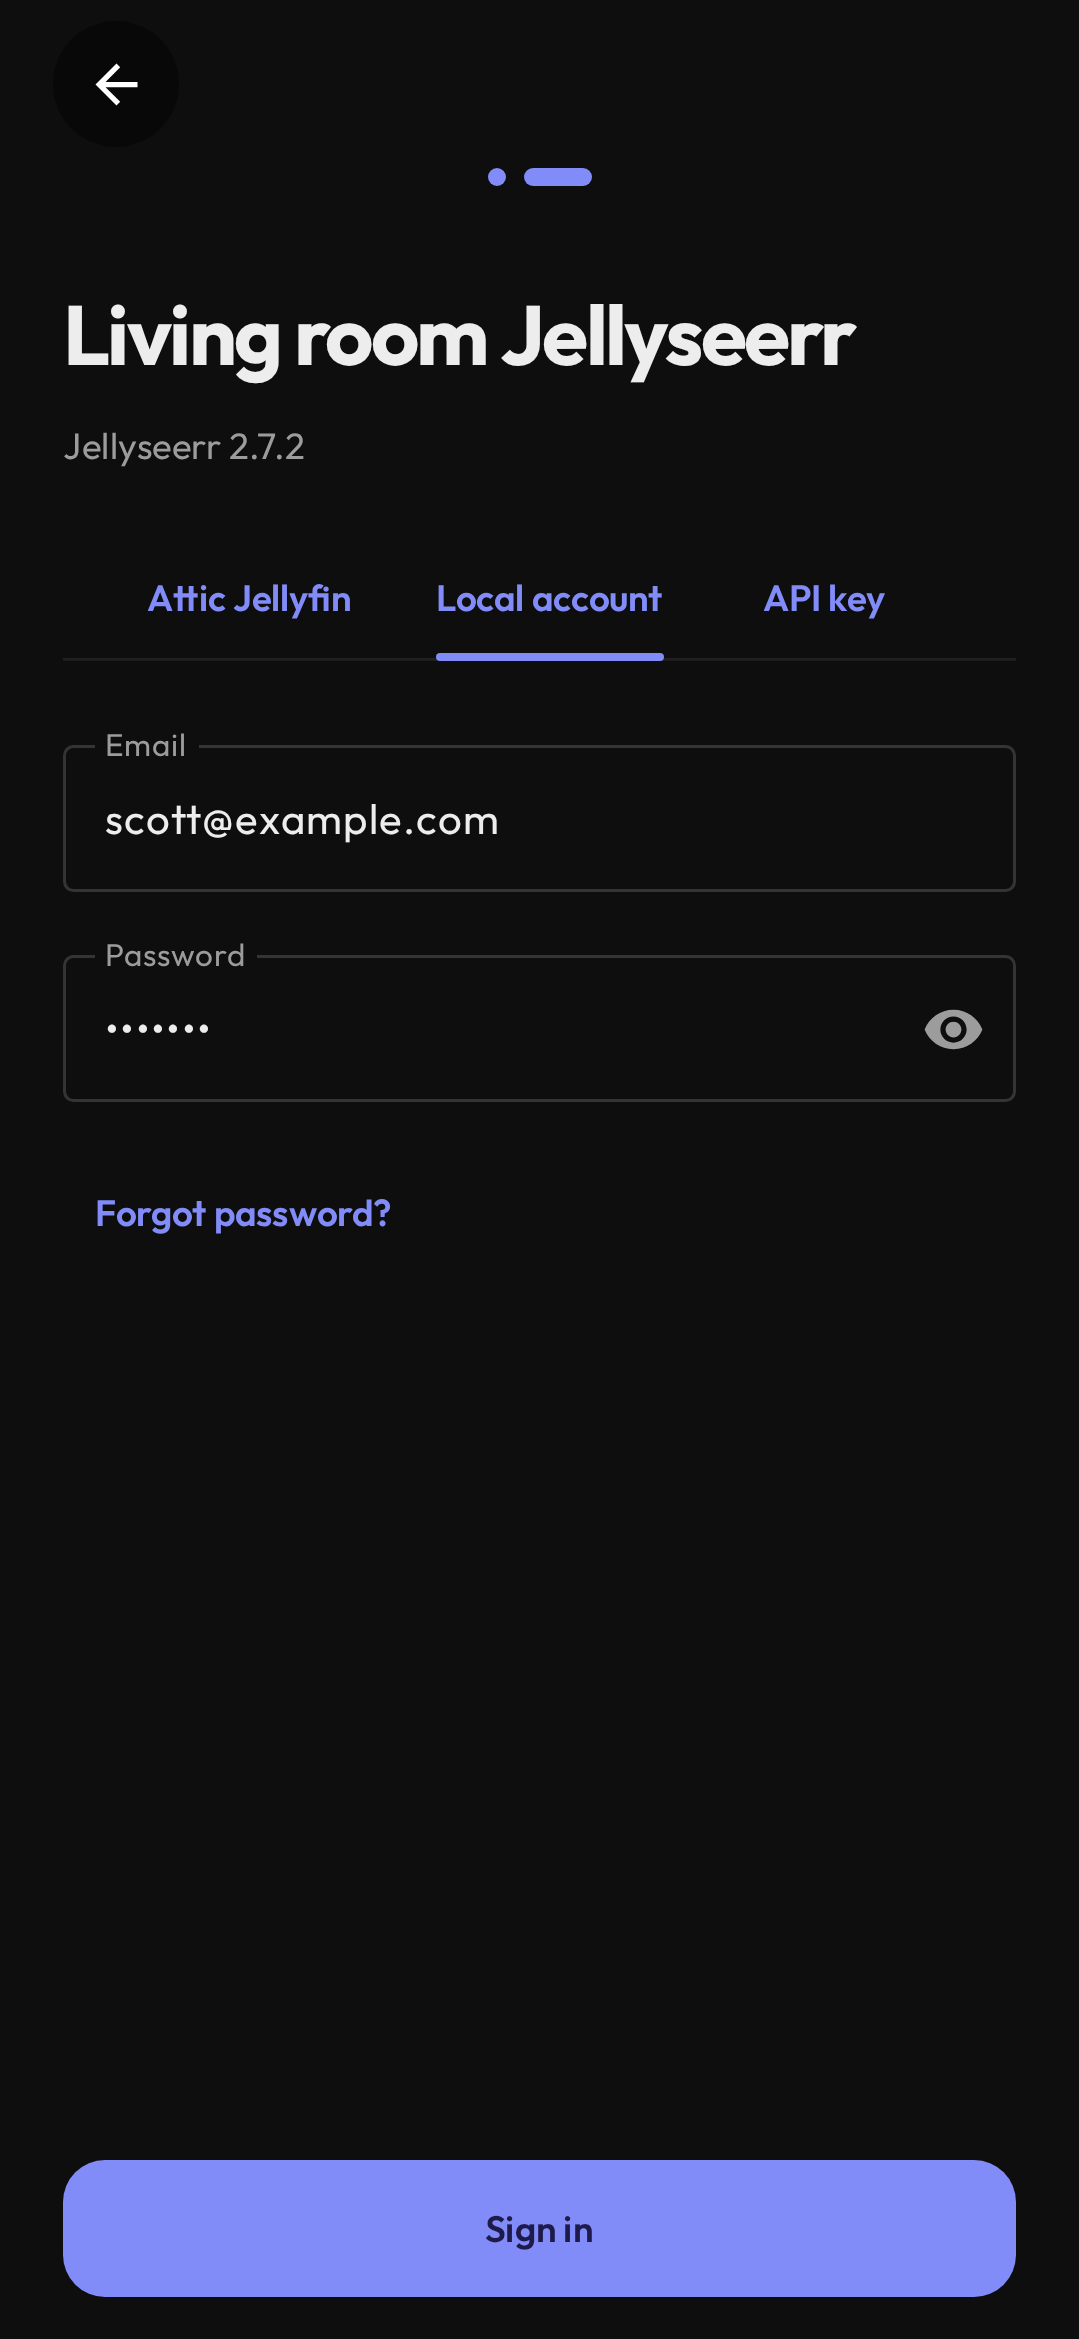 Living room Jellyseerr
Jellyseerr 2.7.2
Attic Jellyfin
Local account
API key
Email
scott@example.com
Password
•••••••
Forgot password?
Sign in